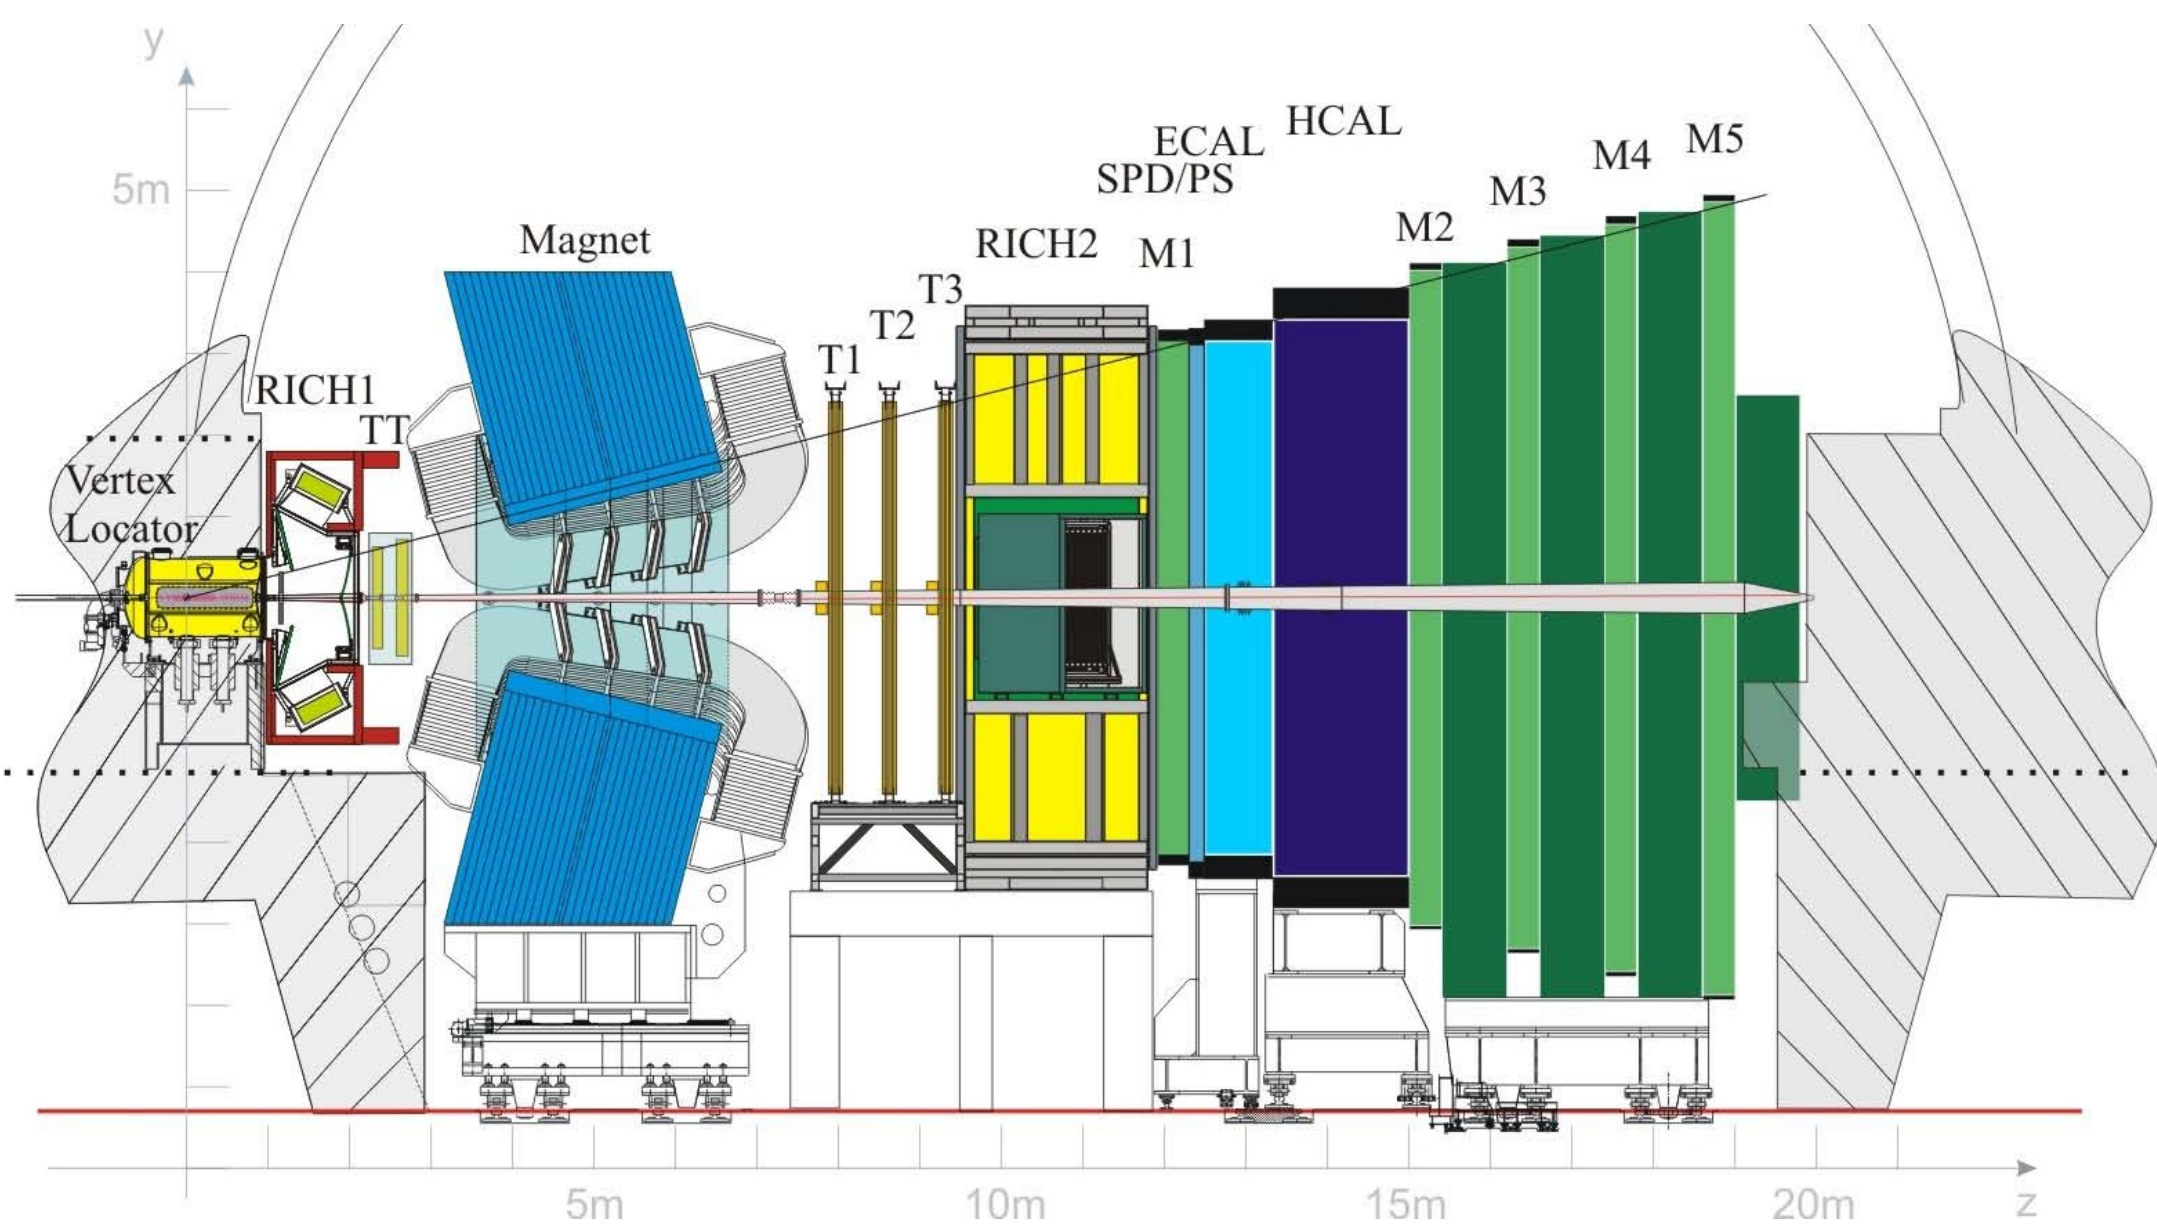 y
HCAL
ECAL
M5
M4
SPD/PS
M3
5m
M2
Magnet
RICH2
M1
T3
T2
T1
RICH1
TT
Vertex
Locator
5m
10m
15m
20m
z